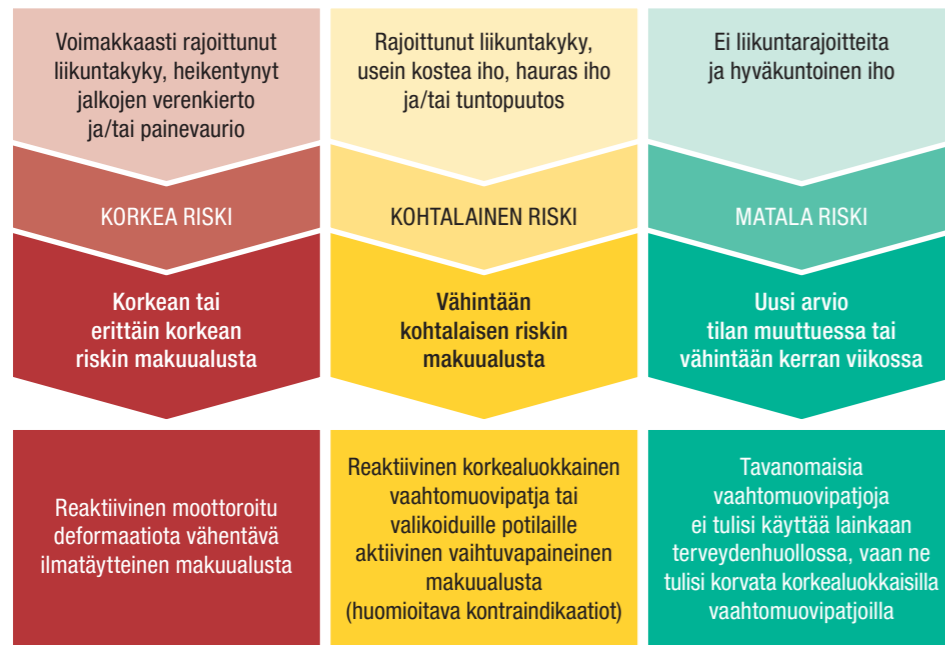 Voimakkaasti rajoittunut
liikuntakyky, heikentynyt
jalkojen verenkierto
ja/tai painevaurio
KORKEA RISKI
Korkean tai
erittäin korkean
riskin makuualusta
Reaktiivinen moottoroitu
deformaatiota vähentävä
ilmatäytteinen makuualusta
Rajoittunut liikuntakyky,
usein kostea iho, hauras iho
ja/tai tuntopuutos
KOHTALAINEN RISKI
Vähintään
kohtalaisen riskin
makuualusta
Reaktiivinen korkealuokkainen
vaahtomuovipatja tai
valikoiduille potilaille
aktiivinen vaihtuvapaineinen
makuualusta
(huomioitava kontraindikaatiot)
Ei liikuntarajoitteita
ja hyväkuntoinen iho
MATALA RISKI
Uusi arvio
tilan muuttuessa tai
vähintään kerran viikossa
Tavanomaisia
vaahtomuovipatjoja
ei tulisi käyttää lainkaan
terveydenhuollossa, vaan ne
tulisi korvata korkealuokkaisilla
vaahtomuovipatjoilla